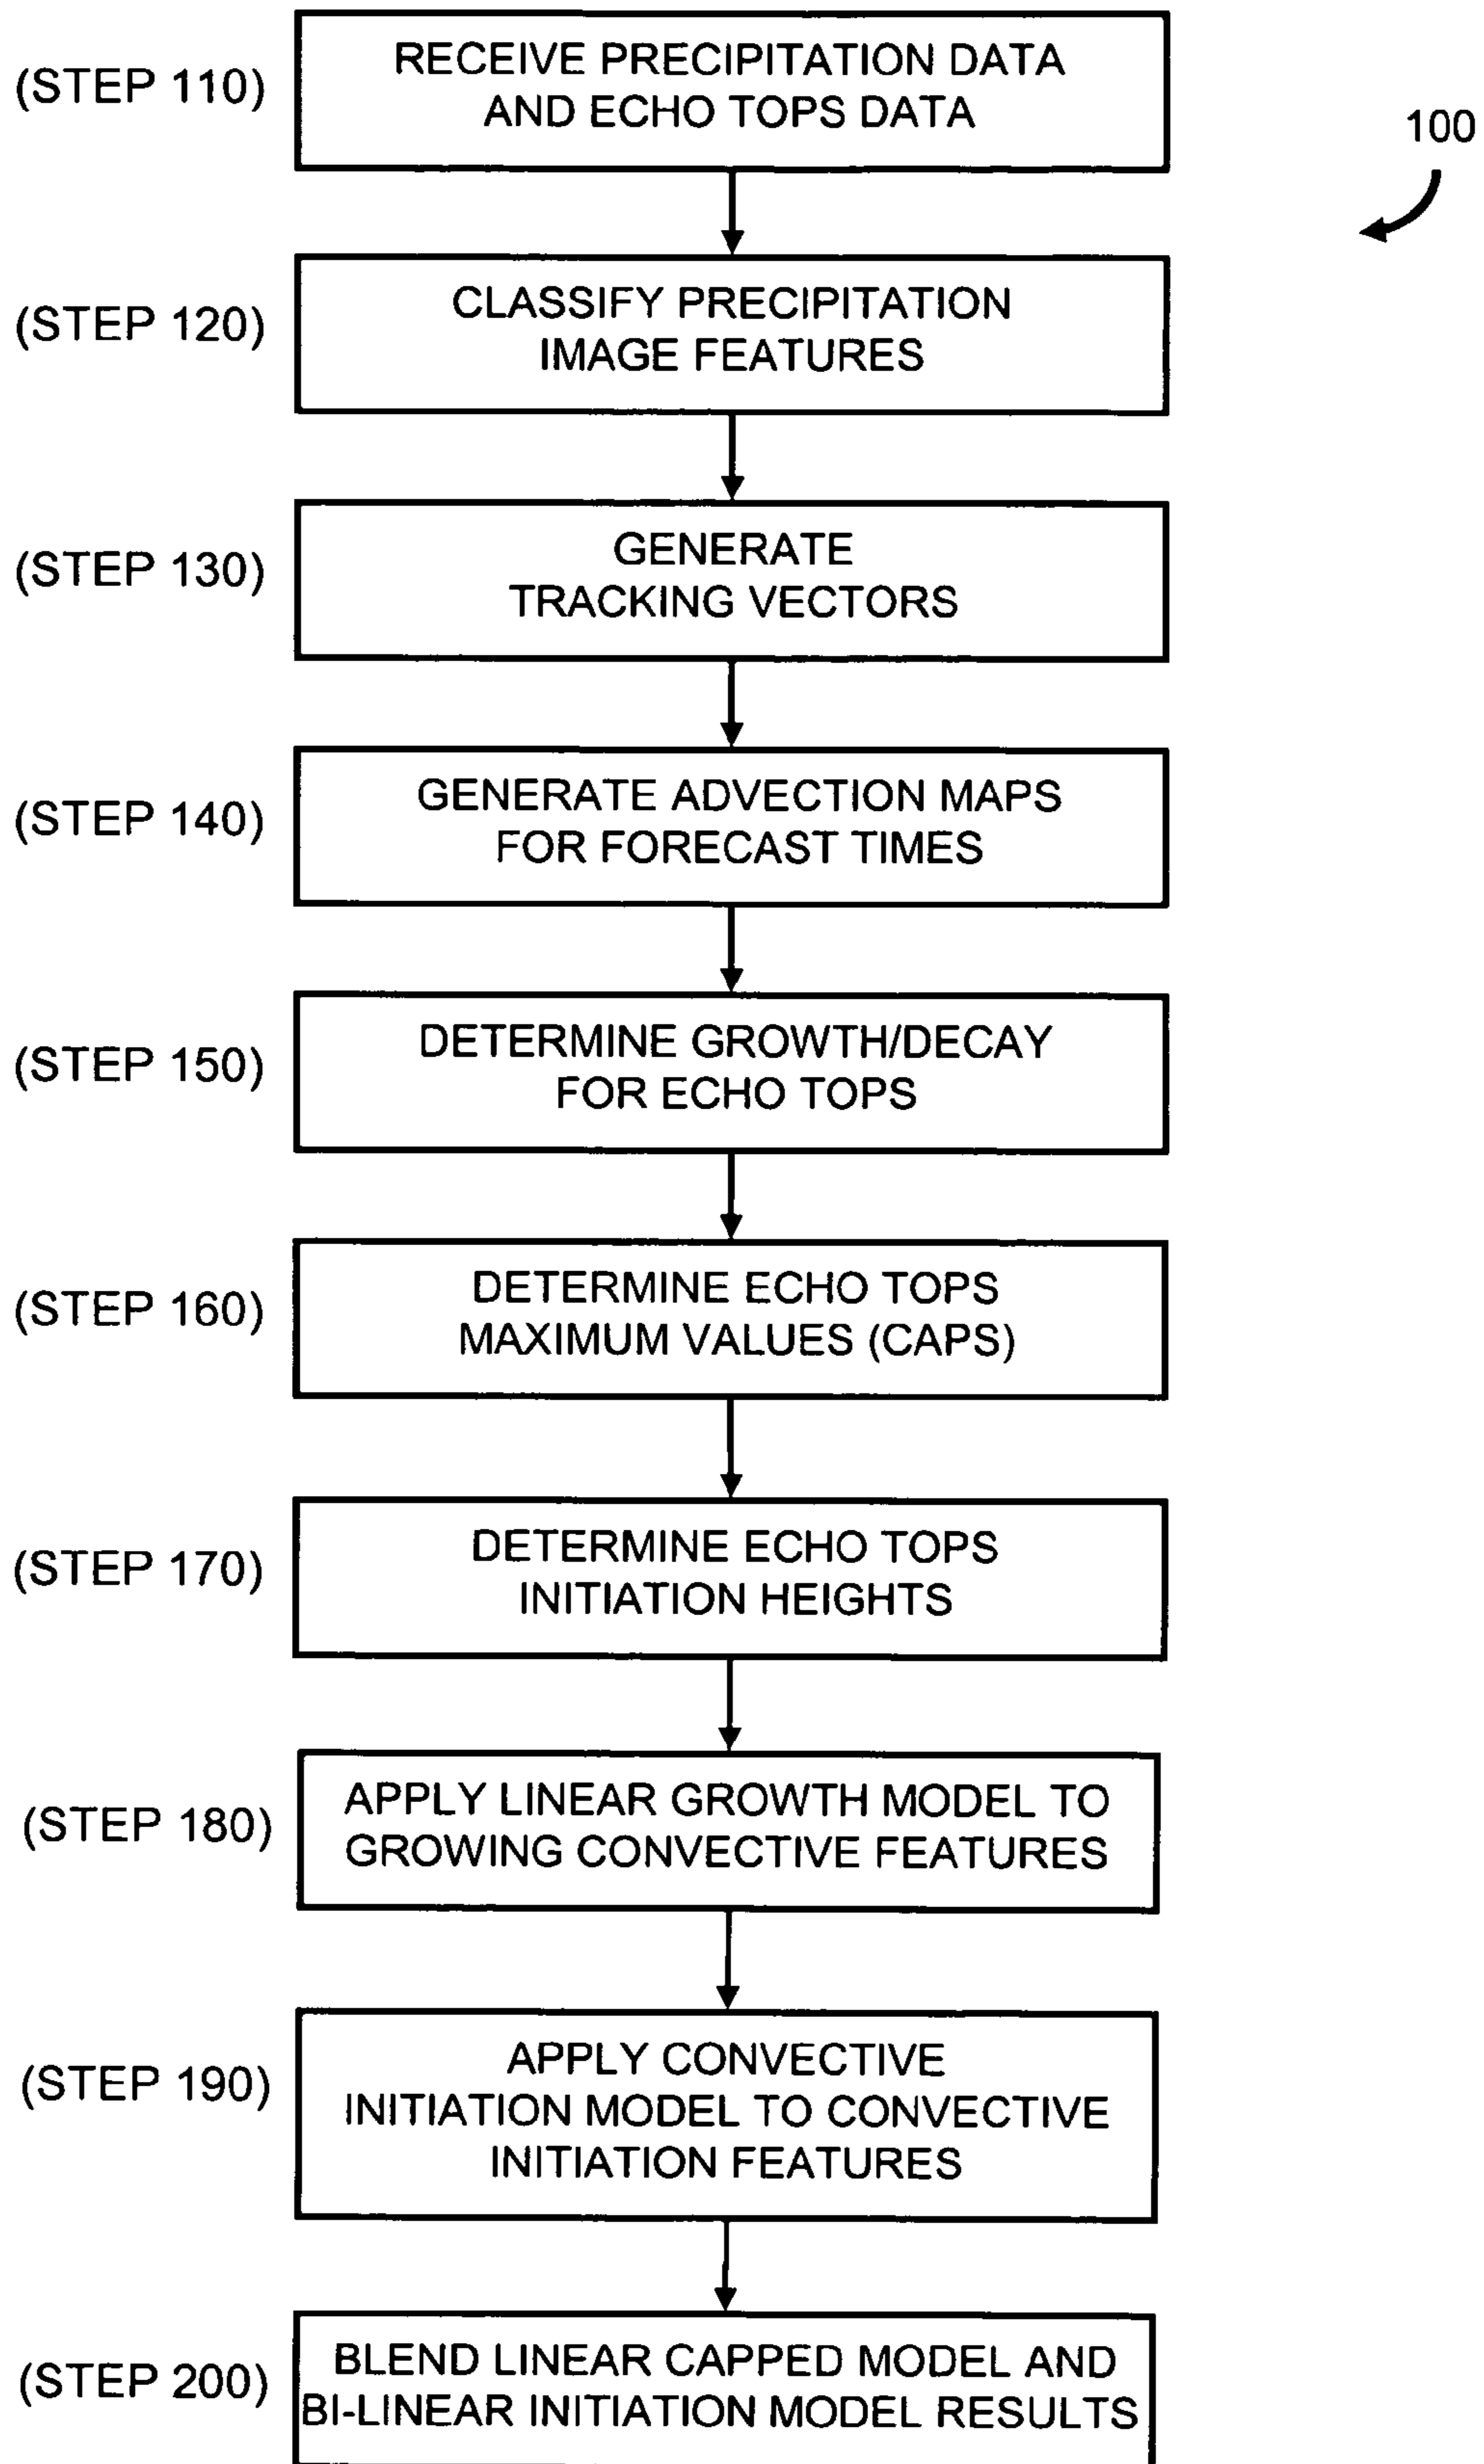 (STEP 110)
RECEIVE PRECIPITATION DATA
AND ECHO TOPS DATA
100
(STEP 120)
CLASSIFY PRECIPITATION
IMAGE FEATURES
(STEP 130)
GENERATE
TRACKING VECTORS
(STEP 140)
GENERATE ADVECTION MAPS
FOR FORECAST TIMES
(STEP 150)
DETERMINE GROWTH/DECAY
FOR ECHO TOPS
(STEP 160)
DETERMINE ECHO TOPS
MAXIMUM VALUES (CAPS)
(STEP 170)
DETERMINE ECHO TOPS
INITIATION HEIGHTS
(STEP 180)
APPLY LINEAR GROWTH MODEL TO
GROWING CONVECTIVE FEATURES
(STEP 190)
APPLY CONVECTIVE
INITIATION MODEL TO CONVECTIVE
INITIATION FEATURES
(STEP 200)
BLEND LINEAR CAPPED MODEL AND
BI-LINEAR INITIATION MODEL RESULTS